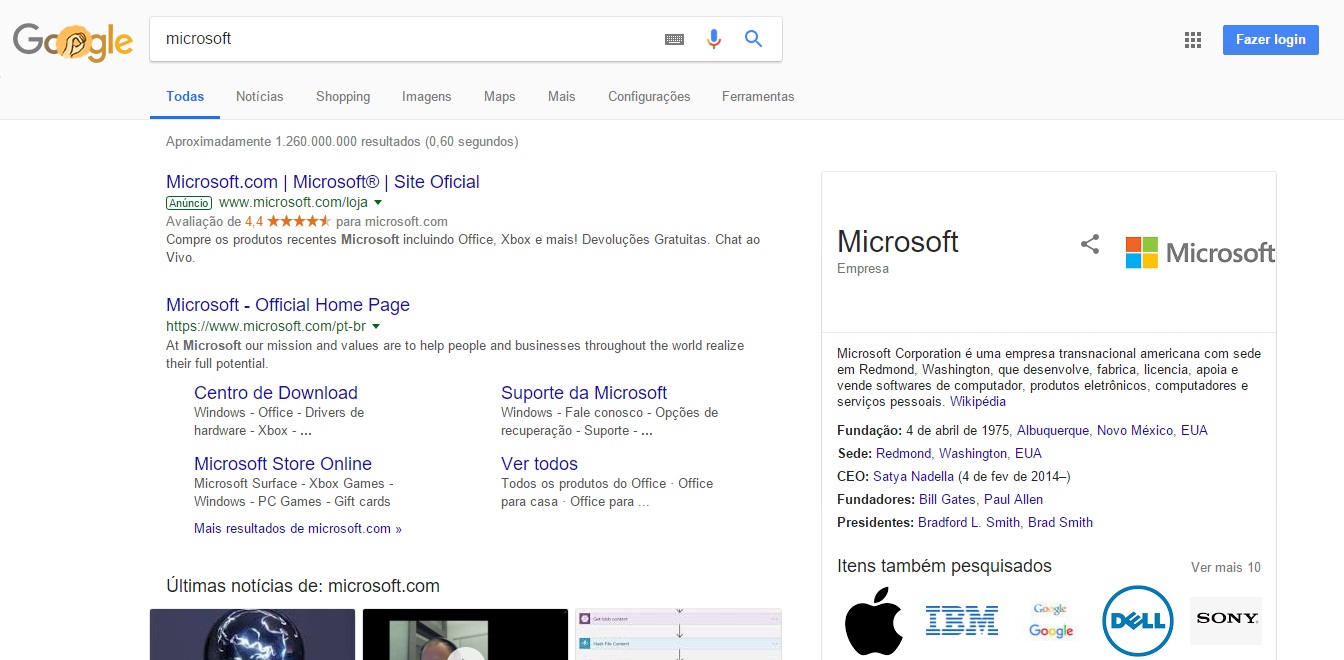 Google
microsoft
Fazer login
Todas
Notícias
Shopping
Imagens
Maps
Mais
Configurações
Ferramentas
Aproximadamente 1.260.000.000 resultados (0,60 segundos)
Microsoft.com | Microsoft® | Site Oficial
Anúncio www.microsoft.com/loja
Avaliação de 4,4 ★★★★★ para microsoft.com
Compre os produtos recentes Microsoft incluindo Office, Xbox e mais! Devoluções Gratuitas. Chat ao
Vivo.
Microsoft - Official Home Page
https://www.microsoft.com/pt-br
At Microsoft our mission and values are to help people and businesses throughout the world realize
their full potential.
Centro de Download
Windows - Office - Drivers de
hardware - Xbox - ...
Suporte da Microsoft
Windows - Fale conosco - Opções de
recuperação - Suporte - ...
Microsoft Store Online
Microsoft Surface - Xbox Games -
Windows - PC Games - Gift cards
Ver todos
Todos os produtos do Office · Office
para casa · Office para ...
Mais resultados de microsoft.com »
Últimas notícias de: microsoft.com
Get blob content
Hash File Content
Microsoft
Empresa
Microsoft
Microsoft Corporation é uma empresa transnacional americana com sede
em Redmond, Washington, que desenvolve, fabrica, licencia, apoia e
vende softwares de computador, produtos eletrônicos, computadores e
serviços pessoais. Wikipédia
Fundação: 4 de abril de 1975, Albuquerque, Novo México, EUA
Sede: Redmond, Washington, EUA
CEO: Satya Nadella (4 de fev de 2014–)
Fundadores: Bill Gates, Paul Allen
Presidentes: Bradford L. Smith, Brad Smith
Itens também pesquisados
Ver mais 10
IBM
Google
Google
DELL
SONY